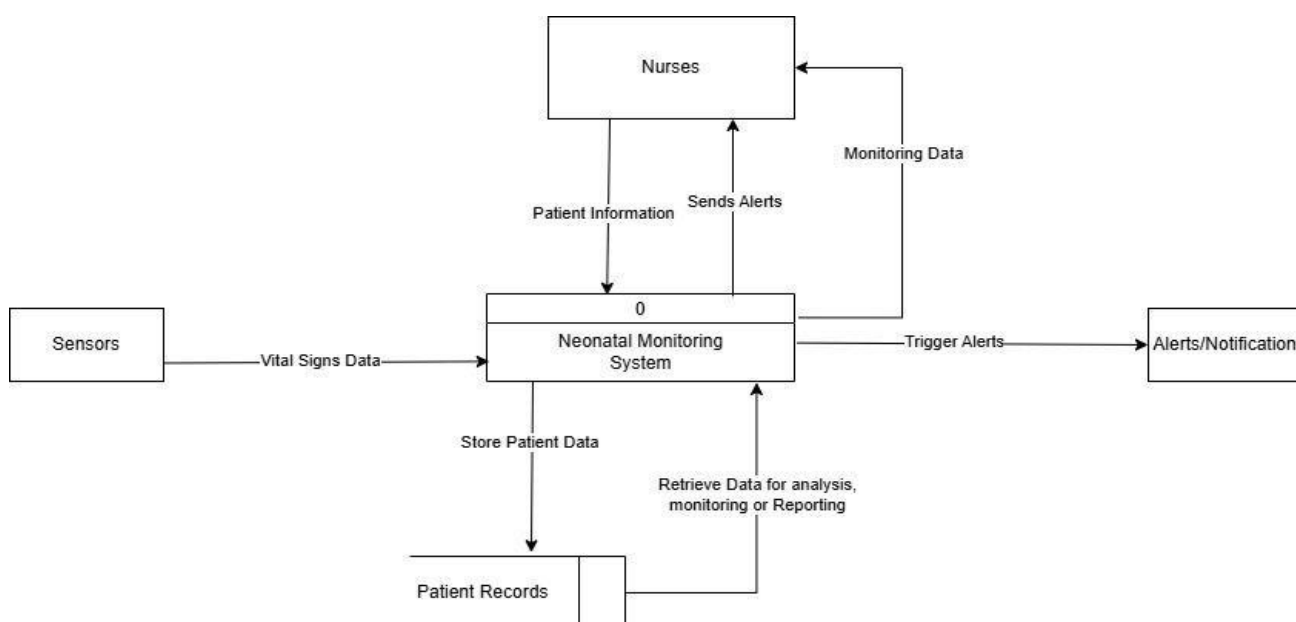 Nurses
Monitoring Data
Sends Alerts
Patient Information
0
Neonatal Monitoring
System
Sensors
Vital Signs Data
Trigger Alerts
Alerts/Notification
Store Patient Data
Retrieve Data for analysis,
monitoring or Reporting
Patient Records